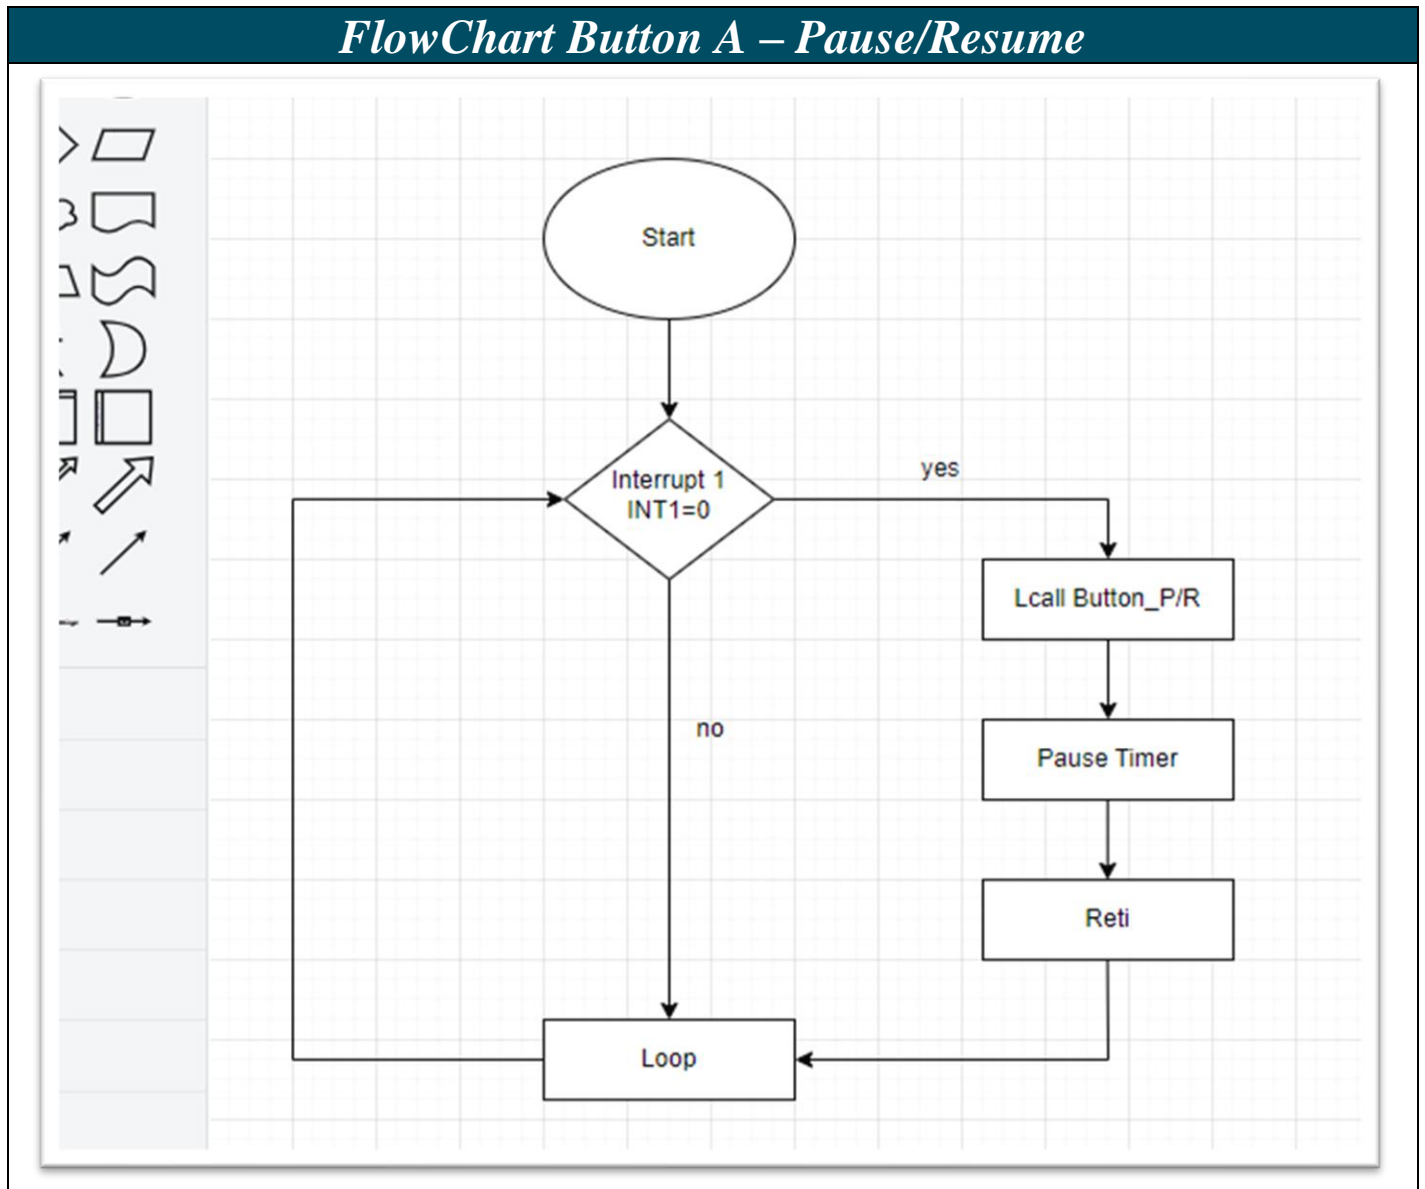 FlowChart Button A – Pause/Resume
Start
Interrupt 1
INT1=0
yes
Lcall Button_P/R
no
Pause Timer
Reti
Loop